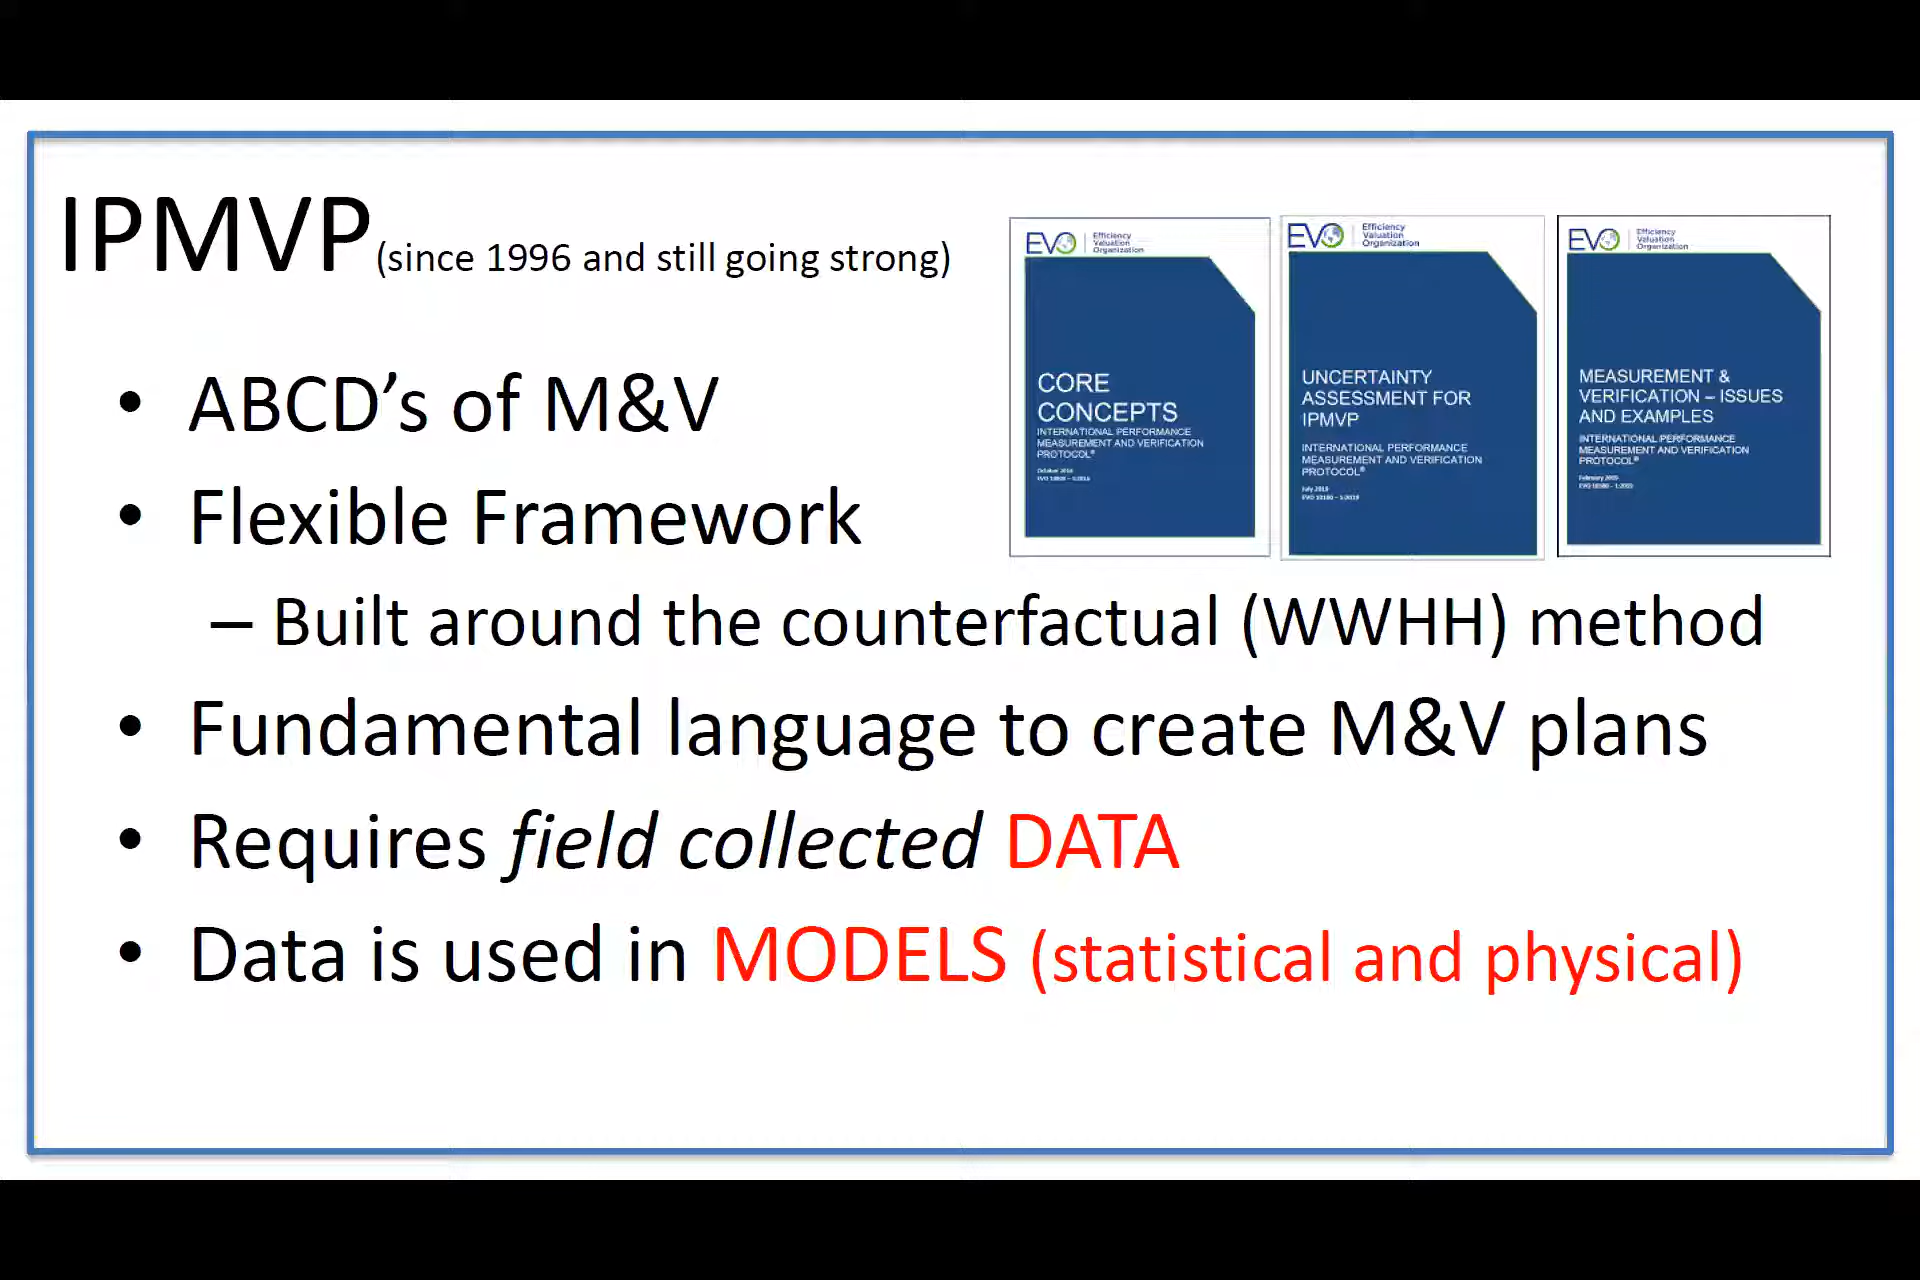 IPMVP (since 1996 and still going strong)
EVO Efficiency
Valuation
Organization
CORE
CONCEPTS
INTERNATIONAL PERFORMANCE
MEASUREMENT AND VERIFICATION
PROTOCOL®
EVO Efficiency
Valuation
Organization
UNCERTAINTY
ASSESSMENT FOR
IPMVP
INTERNATIONAL PERFORMANCE
MEASUREMENT AND VERIFICATION
PROTOCOL®
July 2019
EVO Efficiency
Valuation
Organization
MEASUREMENT &
VERIFICATION – ISSUES
AND EXAMPLES
INTERNATIONAL PERFORMANCE
MEASUREMENT AND VERIFICATION
PROTOCOL®
February 2019
• ABCD’s of M&V
• Flexible Framework
– Built around the counterfactual (WWHH) method
• Fundamental language to create M&V plans
• Requires field collected DATA
• Data is used in MODELS (statistical and physical)